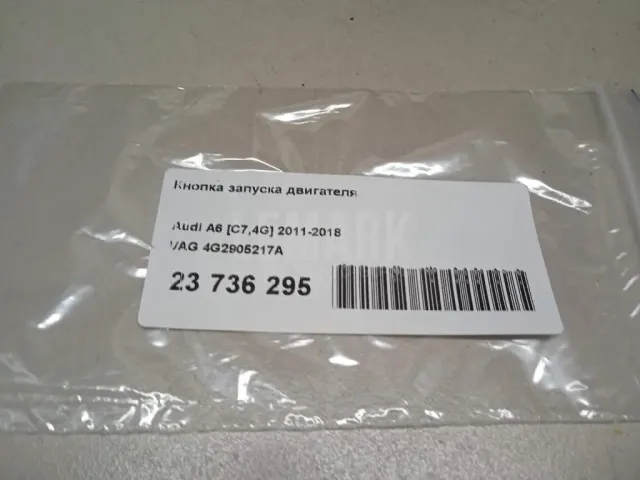 Кнопка запуска двигателя
Audi A6 [C7,4G] 2011-2018
VAG 4G2905217A
23 736 295